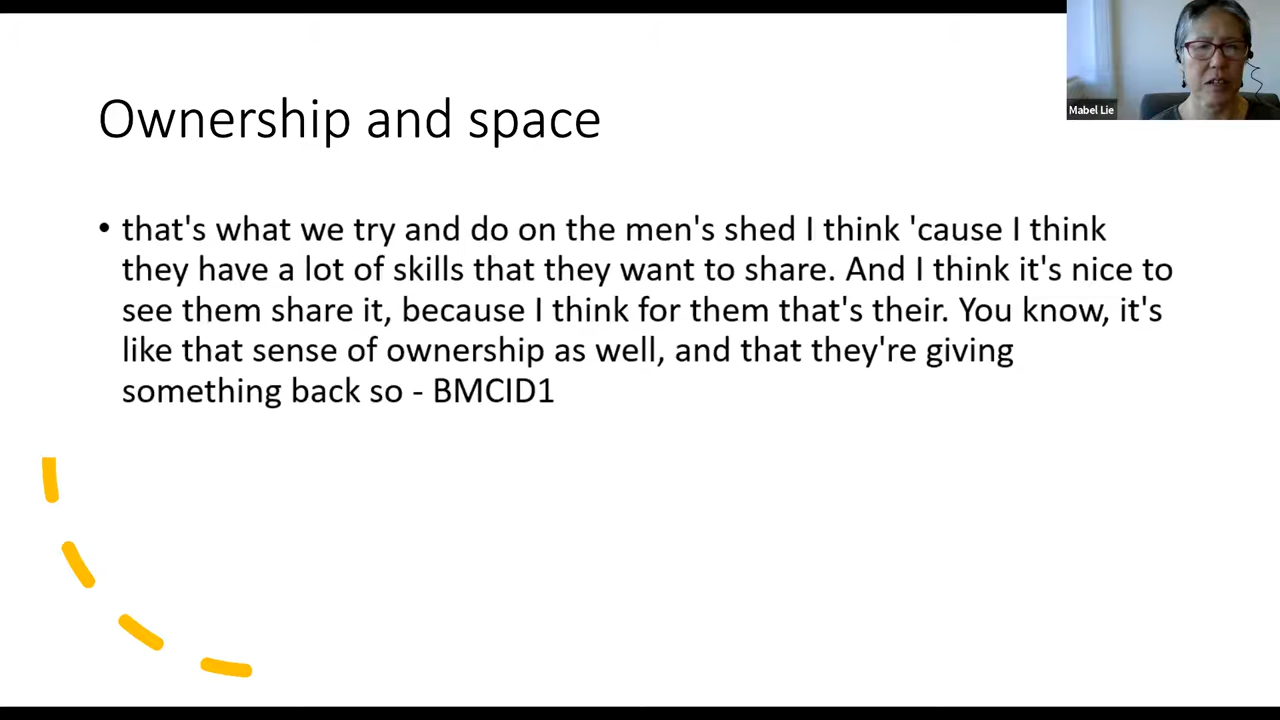 Mabel Lie
Ownership and space
• that's what we try and do on the men's shed I think 'cause I think
they have a lot of skills that they want to share. And I think it's nice to
see them share it, because I think for them that's their. You know, it's
like that sense of ownership as well, and that they're giving
something back so - BMCID1